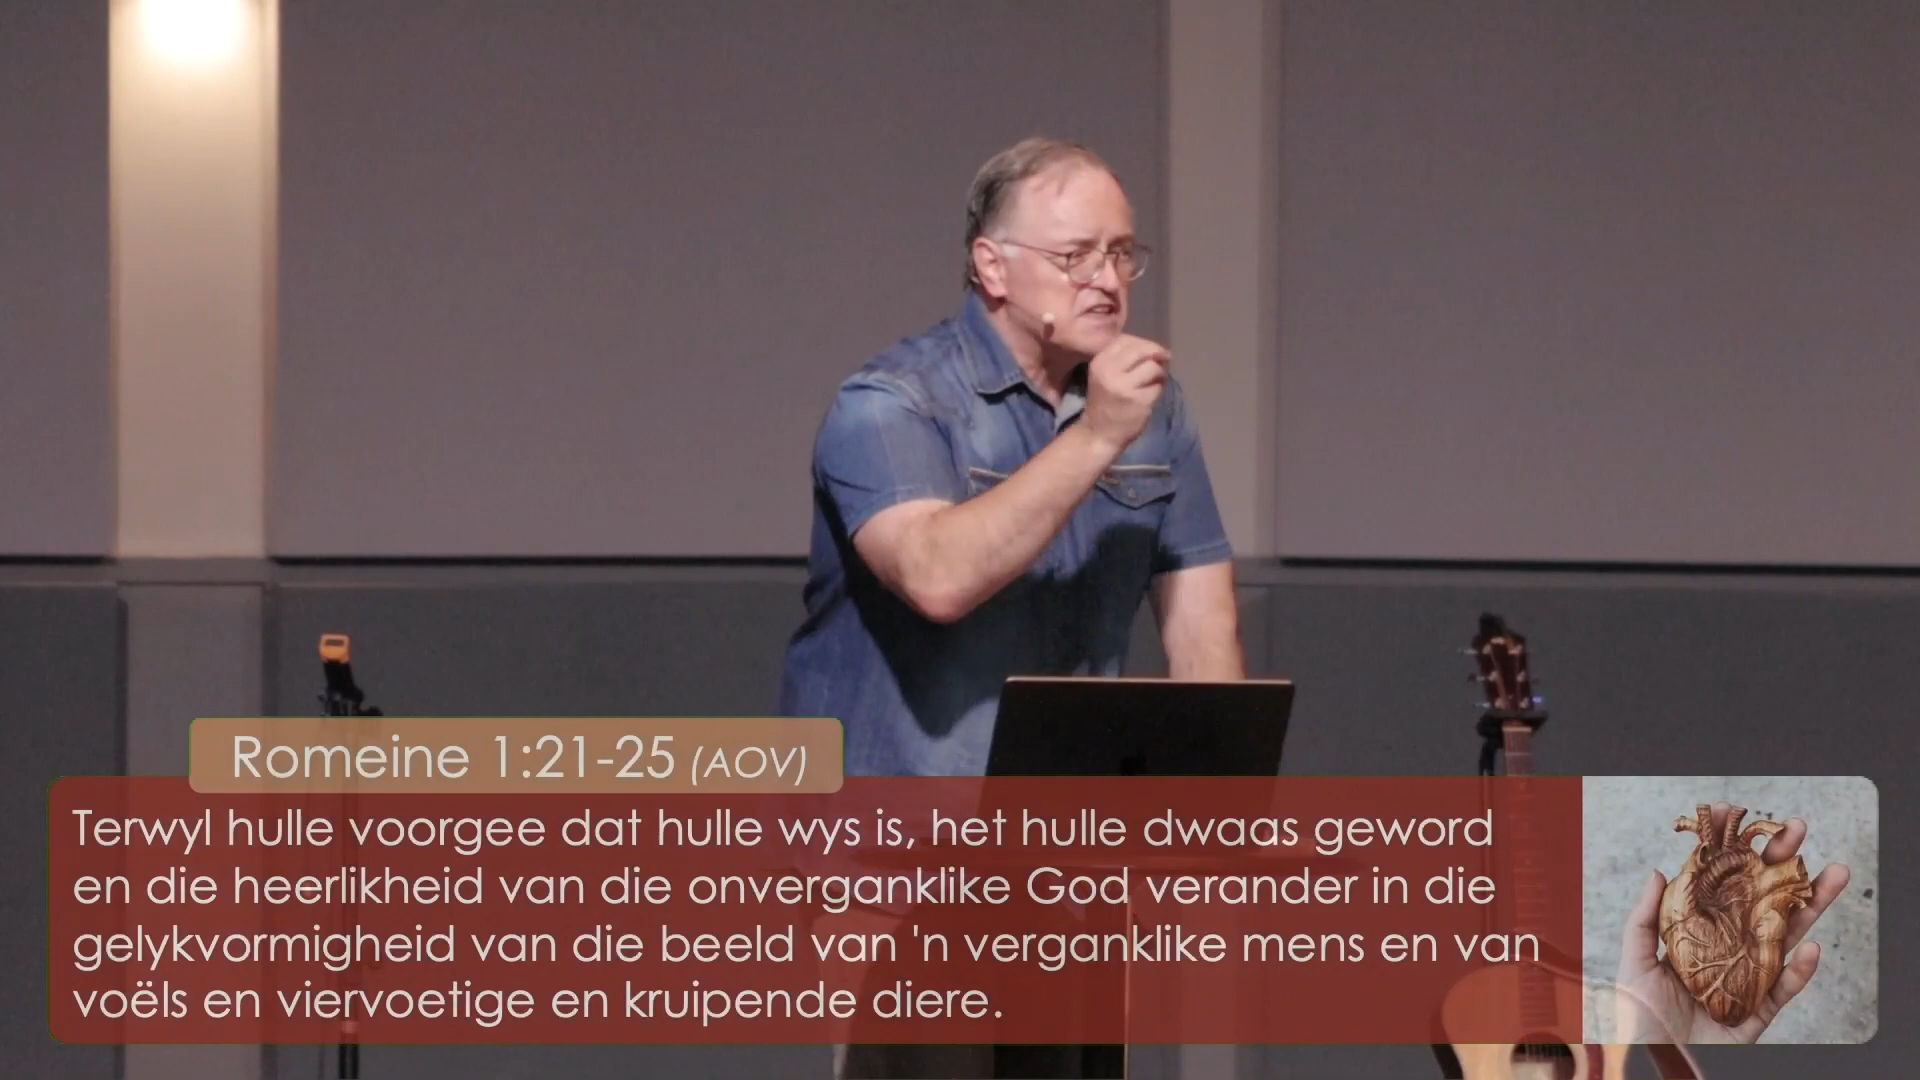 Romeine 1:21-25 (AOV)
Terwyl hulle voorgee dat hulle wys is, het hulle dwaas geword
en die heerlikheid van die onverganklike God verander in die
gelykvormigheid van die beeld van 'n verganklike mens en van
voëls en viervoetige en kruipende diere.